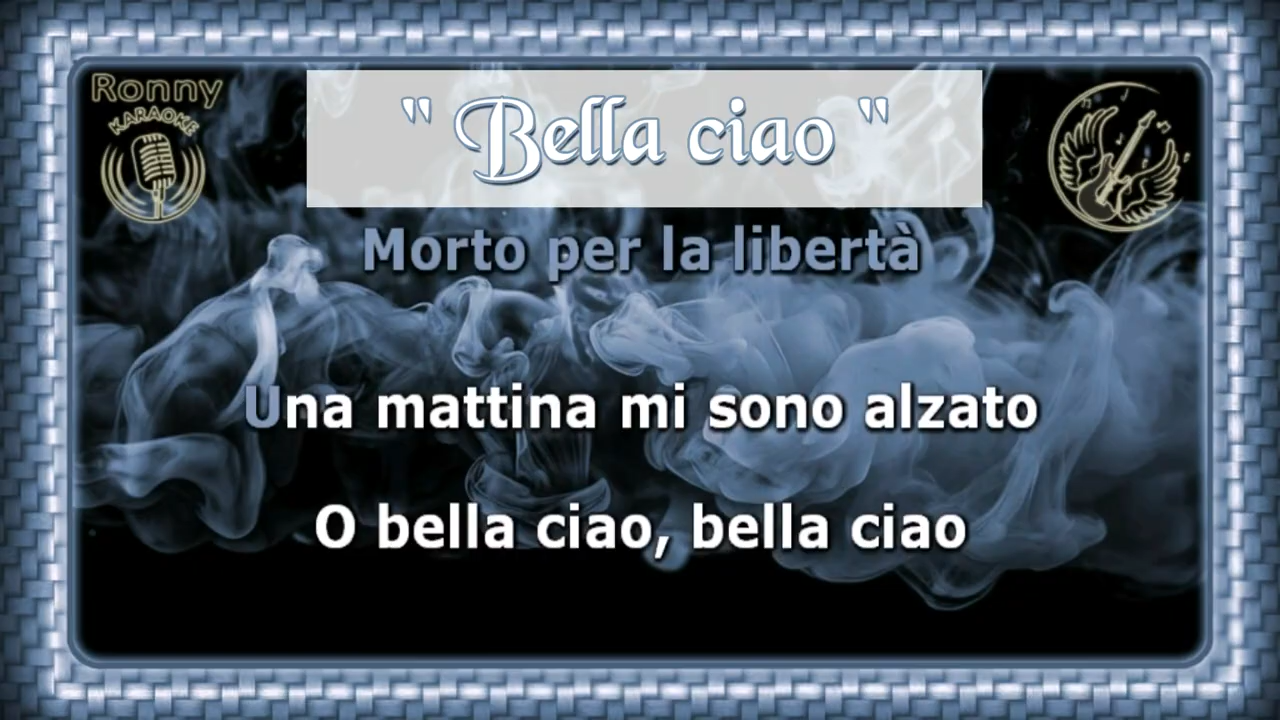 Ronny
KARAOKE
" Bella ciao "
Morto per la libertà
Una mattina mi sono alzato
O bella ciao, bella ciao